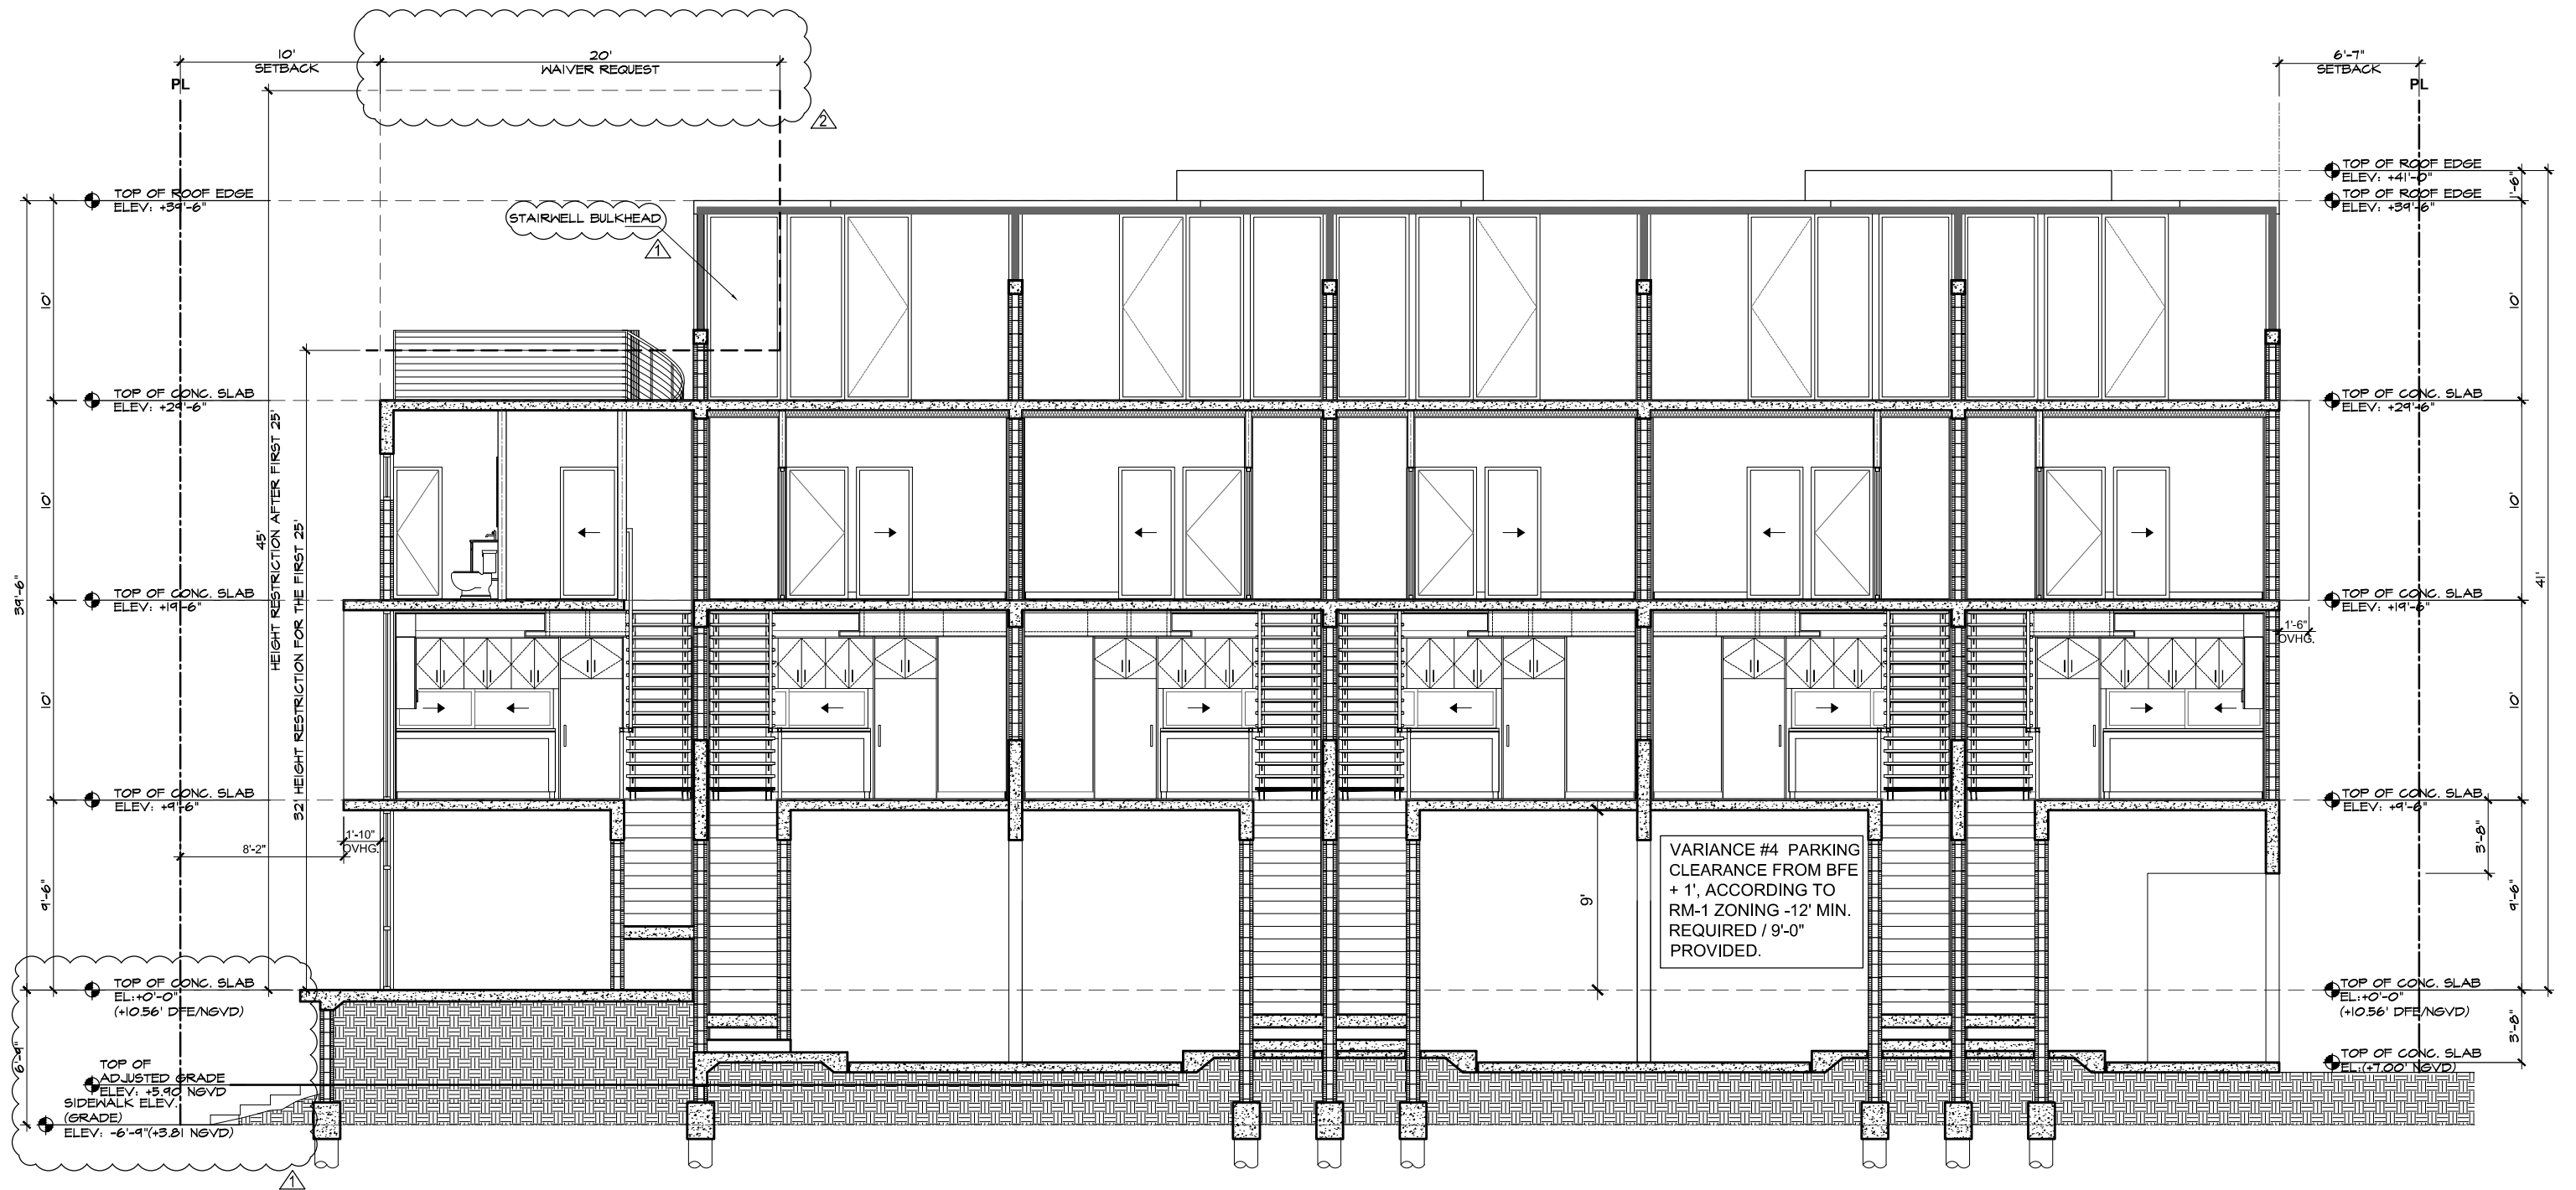 10'
SETBACK
20'
WAIVER REQUEST
6'-7"
SETBACK
PL
PL
2
TOP OF ROOF EDGE
ELEV: +39'-6"
STAIRWELL BULKHEAD
1
TOP OF ROOF EDGE
ELEV: +41'-0"
TOP OF ROOF EDGE
ELEV: +39'-6"
1'-6"
10'
10'
TOP OF CONC. SLAB
ELEV: +29'-6"
TOP OF CONC. SLAB
ELEV: +29'-6"
45'
HEIGHT RESTRICTION AFTER FIRST 25'
32' HEIGHT RESTRICTION FOR THE FIRST 25'
10'
10'
39'-6"
41'
TOP OF CONC. SLAB
ELEV: +19'-6"
TOP OF CONC. SLAB
ELEV: +19'-6"
1'-6"
OVHG.
10'
10'
TOP OF CONC. SLAB
ELEV: +9'-6"
TOP OF CONC. SLAB
ELEV: +9'-6"
1'-10"
OVHG.
8'-2"
3'-8"
9'-6"
9'
VARIANCE #4 PARKING
CLEARANCE FROM BFE
+ 1', ACCORDING TO
RM-1 ZONING -12' MIN.
REQUIRED / 9'-0"
PROVIDED.
9'-6"
TOP OF CONC. SLAB
EL:+0'-0"
(+10.56' DFE/NGVD)
TOP OF CONC. SLAB
EL:+0'-0"
(+10.56' DFE/NGVD)
6'-9"
3'-8"
TOP OF
ADJUSTED GRADE
ELEV: +5.90 NGVD
TOP OF CONC. SLAB
EL:(+7.00' NGVD)
SIDEWALK ELEV.
(GRADE)
ELEV: -6'-9"(+3.81 NGVD)
1